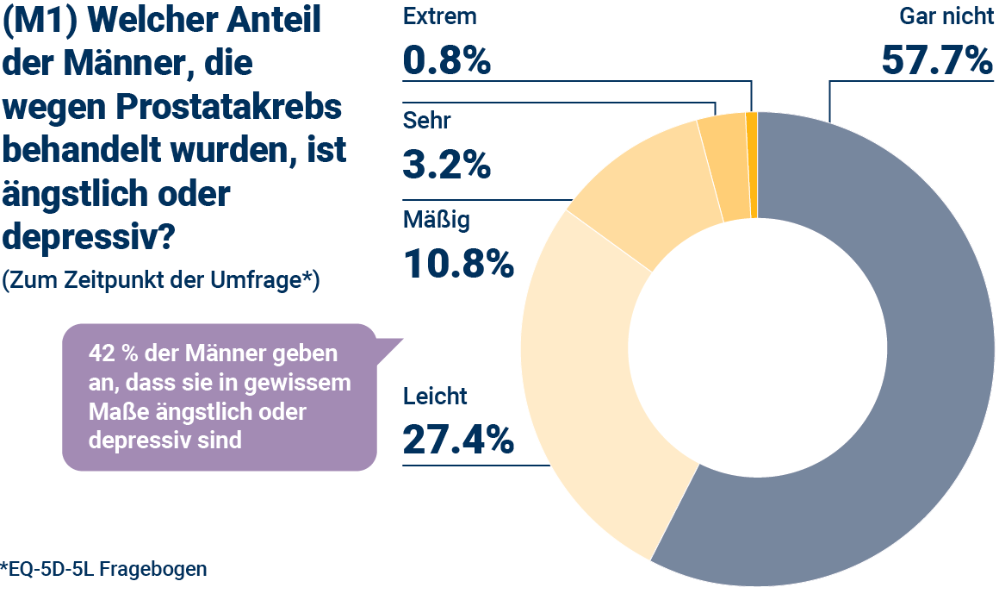 (M1) Welcher Anteil
der Männer, die
wegen Prostatakrebs
behandelt wurden, ist
ängstlich oder
depressiv?
(Zum Zeitpunkt der Umfrage*)
42 % der Männer geben
an, dass sie in gewissem
Maße ängstlich oder
depressiv sind
Extrem
0.8%
Sehr
3.2%
Mäßig
10.8%
Leicht
27.4%
Gar nicht
57.7%
*EQ-5D-5L Fragebogen